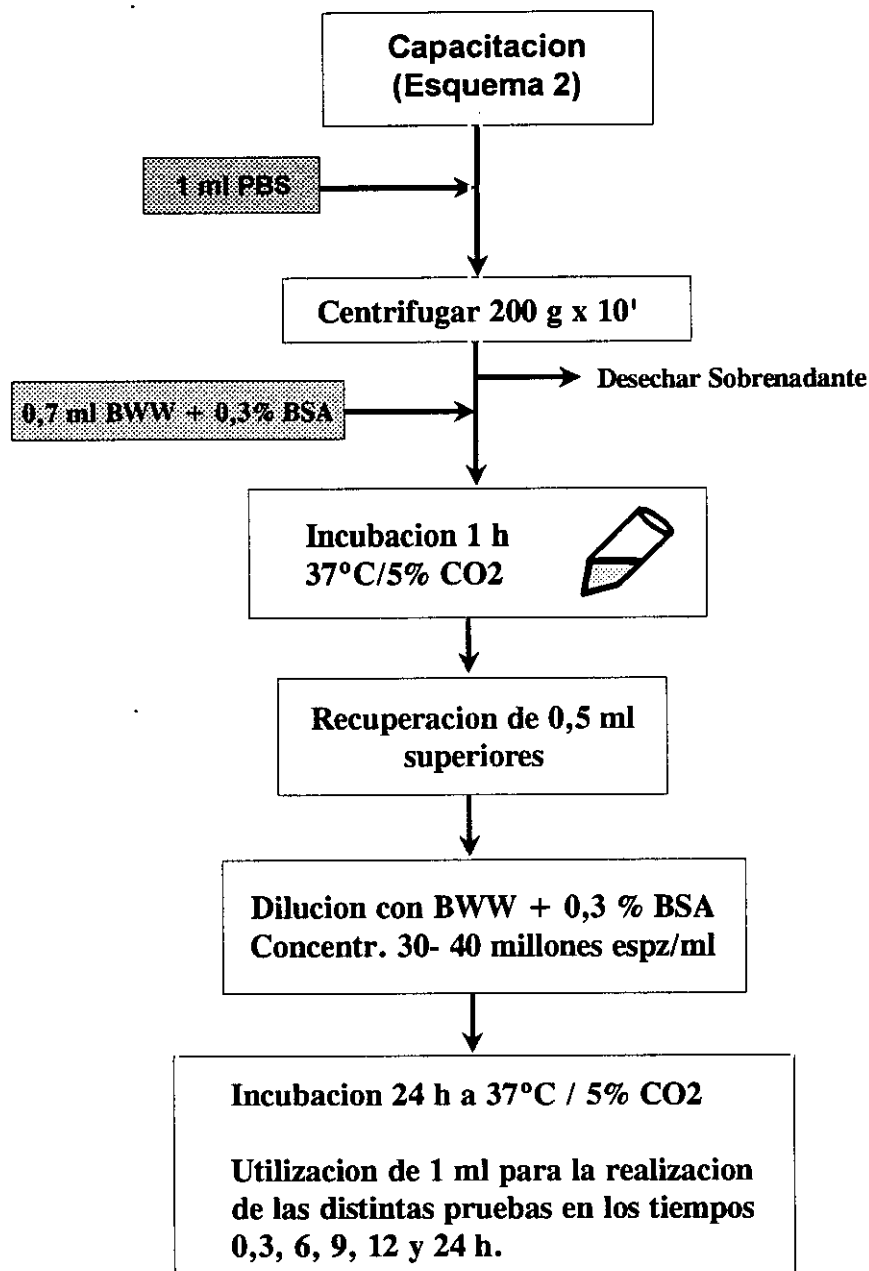 Capacitacion
(Esquema 2)
1 ml PBS
Centrifugar 200 g x 10'
Desechar Sobrenadante
0,7 ml BWW + 0,3% BSA
Incubacion 1 h
37°C/5% CO2
Recuperacion de 0,5 ml
superiores
Dilucion con BWW + 0,3 % BSA
Concentr. 30- 40 millones espz/ml
Incubacion 24 h a 37°C / 5% CO2
Utilizacion de 1 ml para la realizacion
de las distintas pruebas en los tiempos
0,3, 6, 9, 12 y 24 h.